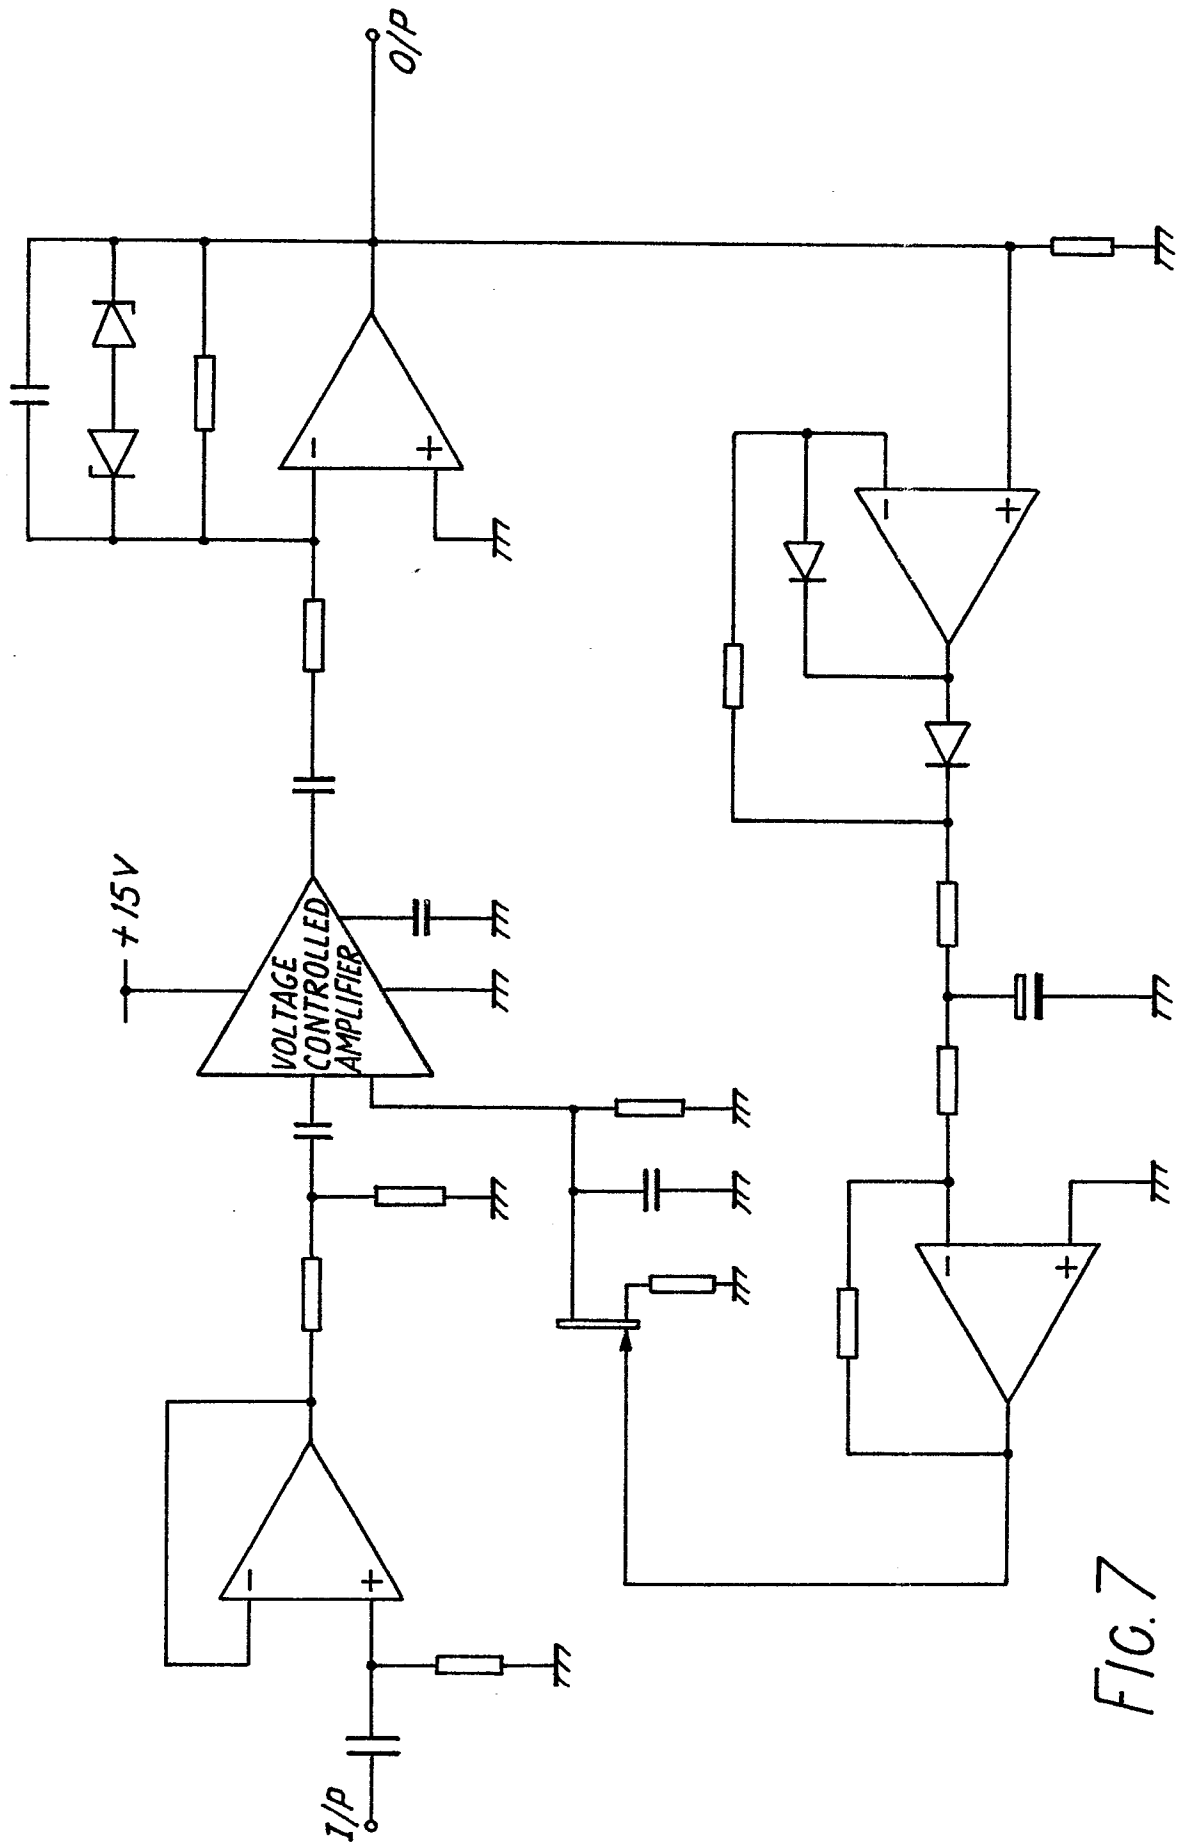 I/P
-
+
+15V
VOLTAGE
CONTROLLED
AMPLIFIER
-
+
O/P
-
+
-
+
FIG. 7